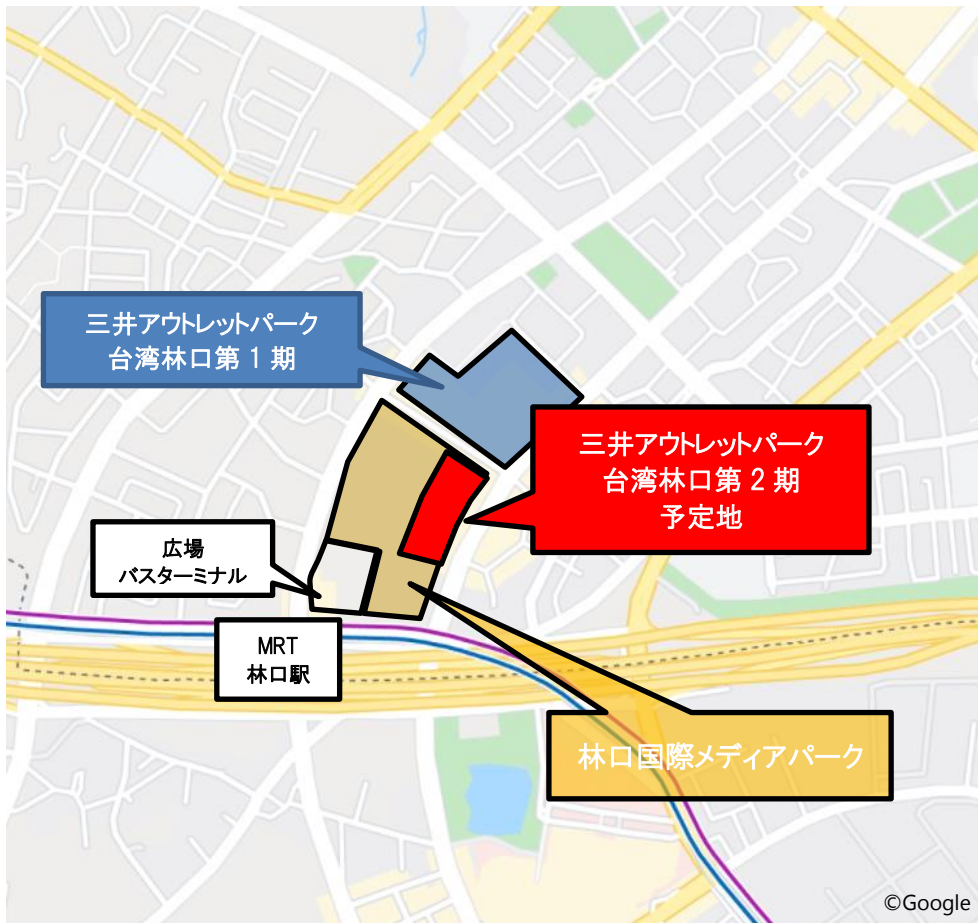 三井アウトレットパーク
台湾林口第1期
三井アウトレットパーク
台湾林口第2期
予定地
広場
バスターミナル
MRT
林口駅
林口国際メディアパーク
©Google